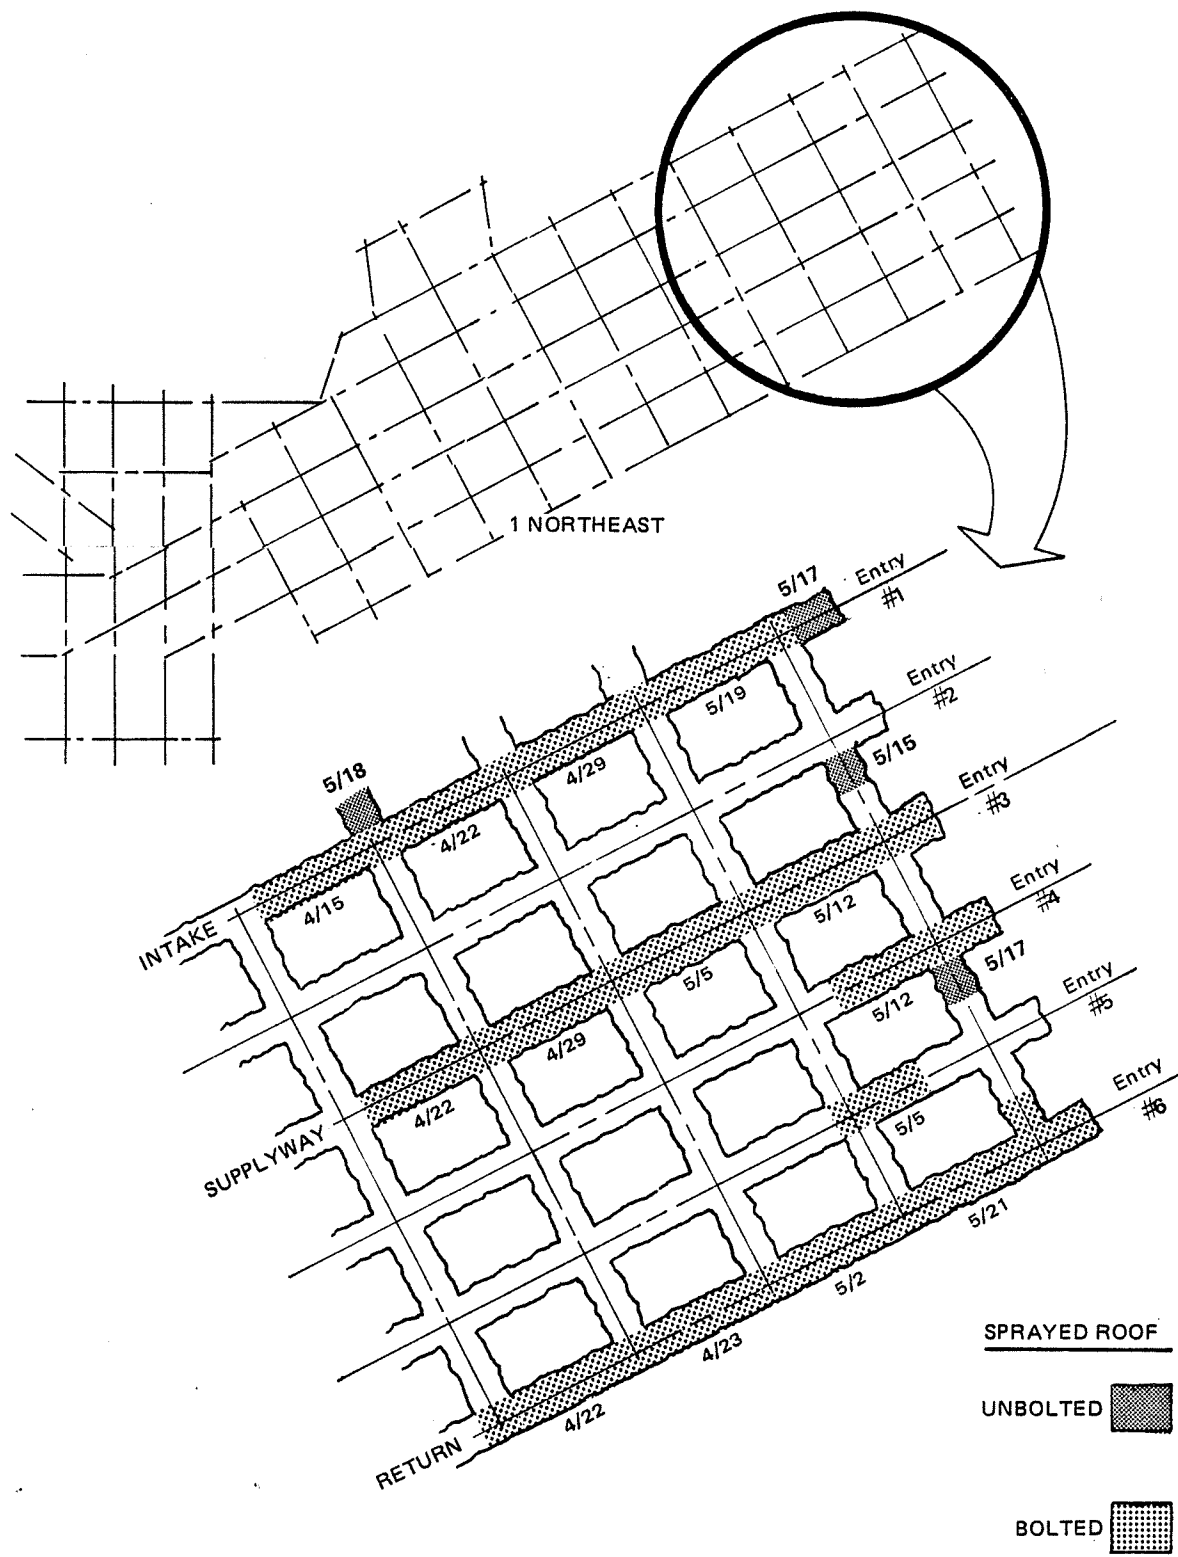 1 NORTHEAST
5/17
Entry
#1
Entry
#2
5/19
5/15
4/29
5/18
Entry
#3
4/22
4/15
Entry
#4
5/12
INTAKE
5/17
5/5
Entry
#5
5/12
4/29
4/22
Entry
#6
5/5
SUPPLYWAY
5/21
5/2
SPRAYED ROOF
4/23
UNBOLTED
4/22
RETURN
BOLTED